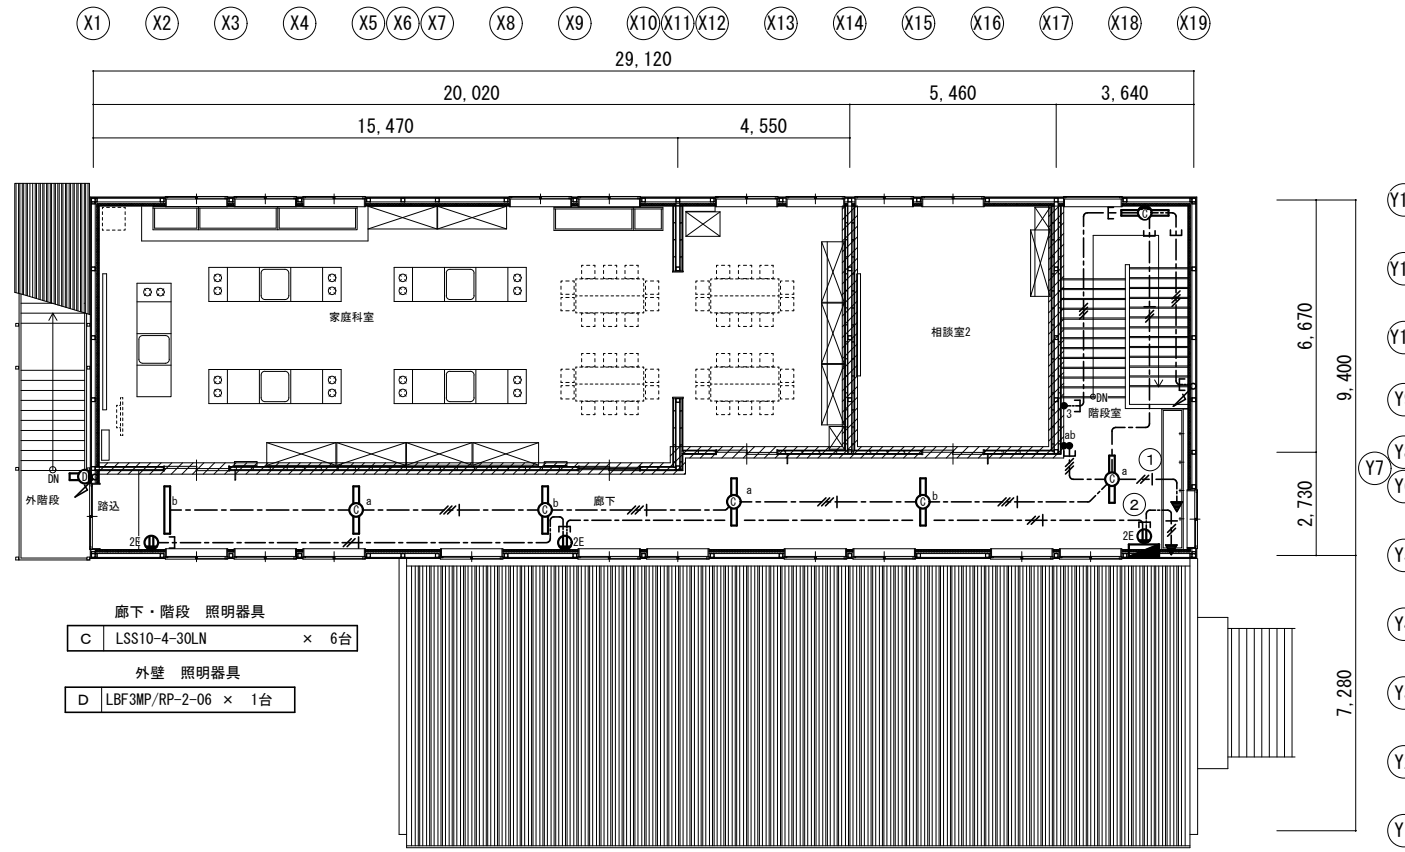 X1 X2 X3 X4 X5 X6 X7 X8 X9 X10 X11 X12 X13 X14 X15 X16 X17 X18 X19
29,120
20,020 5,460 3,640
15,470 4,550
家庭科室
相談室2
階段室
DN
3
ab
6,670
9,400
2,730
7,280
Y7
DN
D
外階段
踏込
廊下
b
C a
C b
C a
C b
C a
C
①
②
2E
2E
2E
廊下・階段 照明器具
C LSS10-4-30LN × 6台
外壁 照明器具
D LBF3MP/RP-2-06 × 1台